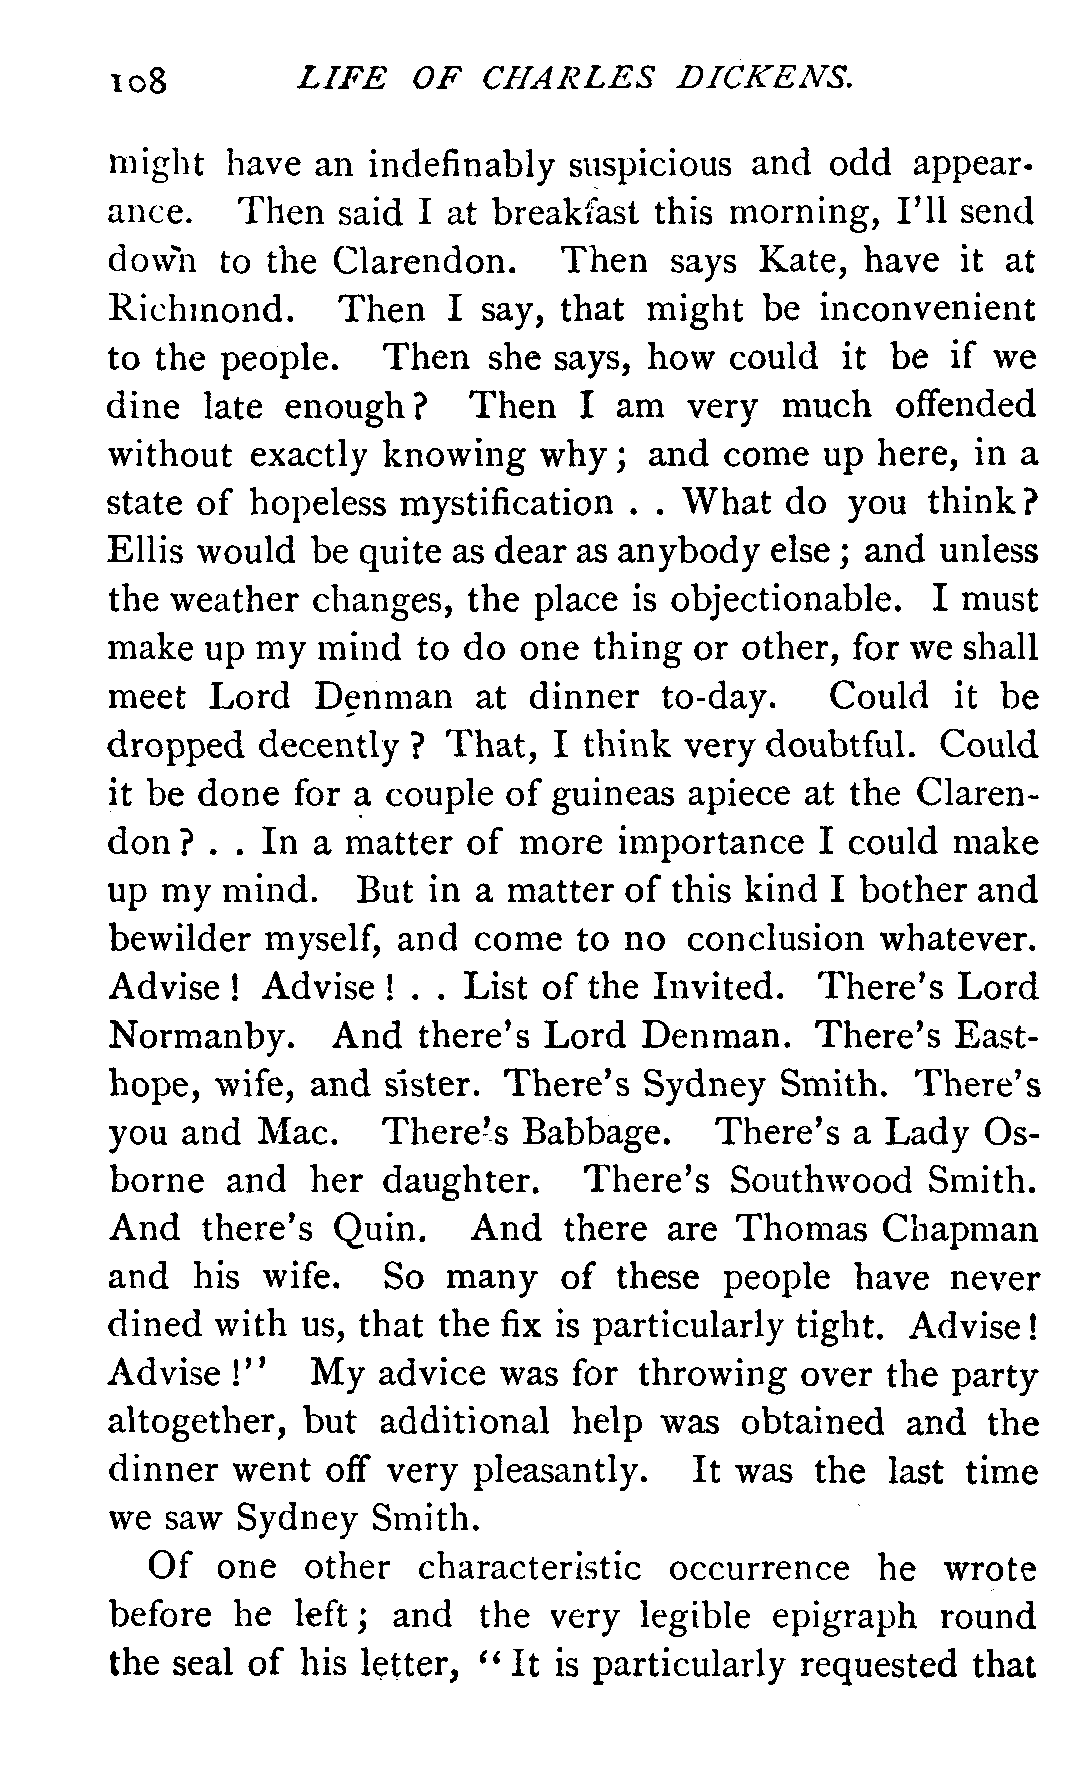 108 LIFE OF CHARLES DICKENS.
might have an indefinably suspicious and odd appear-
ance. Then said I at breakfast this morning, I'll send
down to the Clarendon. Then says Kate, have it at
Richmond. Then I say, that might be inconvenient
to the people. Then she says, how could it be if we
dine late enough? Then I am very much offended
without exactly knowing why; and come up here, in a
state of hopeless mystification . . What do you think?
Ellis would be quite as dear as anybody else; and unless
the weather changes, the place is objectionable. I must
make up my mind to do one thing or other, for we shall
meet Lord Denman at dinner to-day. Could it be
dropped decently? That, I think very doubtful. Could
it be done for a couple of guineas apiece at the Claren-
don? . . In a matter of more importance I could make
up my mind. But in a matter of this kind I bother and
bewilder myself, and come to no conclusion whatever.
Advise! Advise! . . List of the Invited. There's Lord
Normanby. And there's Lord Denman. There's East-
hope, wife, and sister. There's Sydney Smith. There's
you and Mac. There's Babbage. There's a Lady Os-
borne and her daughter. There's Southwood Smith.
And there's Quin. And there are Thomas Chapman
and his wife. So many of these people have never
dined with us, that the fix is particularly tight. Advise!
Advise!" My advice was for throwing over the party
altogether, but additional help was obtained and the
dinner went off very pleasantly. It was the last time
we saw Sydney Smith.
Of one other characteristic occurrence he wrote
before he left; and the very legible epigraph round
the seal of his letter, "It is particularly requested that